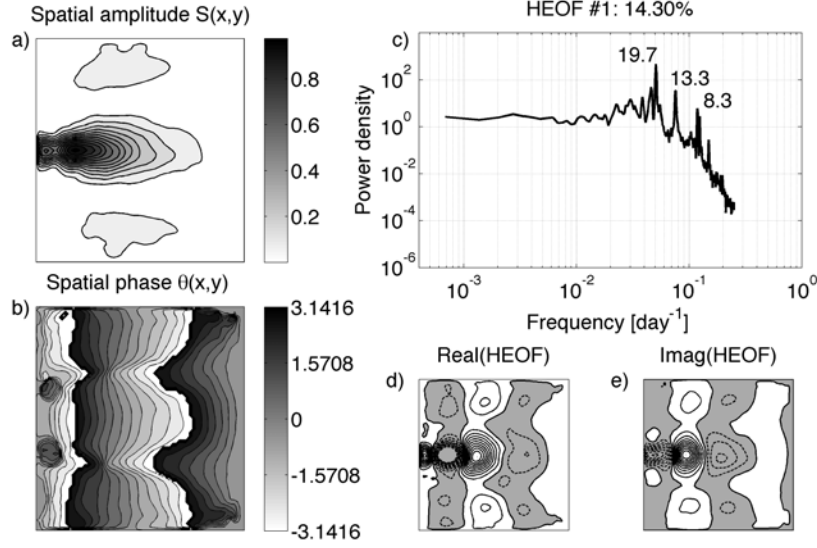 Spatial amplitude S(x,y)
HEOF #1: 14.30%
a)
0.8
0.6
0.4
0.2
c)
19.7
13.3
8.3
Power density
10^2
10^0
10^-2
10^-4
10^-6
10^-3
10^-2
10^-1
10^0
Frequency [day^-1]
Spatial phase θ(x,y)
b)
3.1416
1.5708
0
-1.5708
-3.1416
Real(HEOF)
Imag(HEOF)
d)
e)